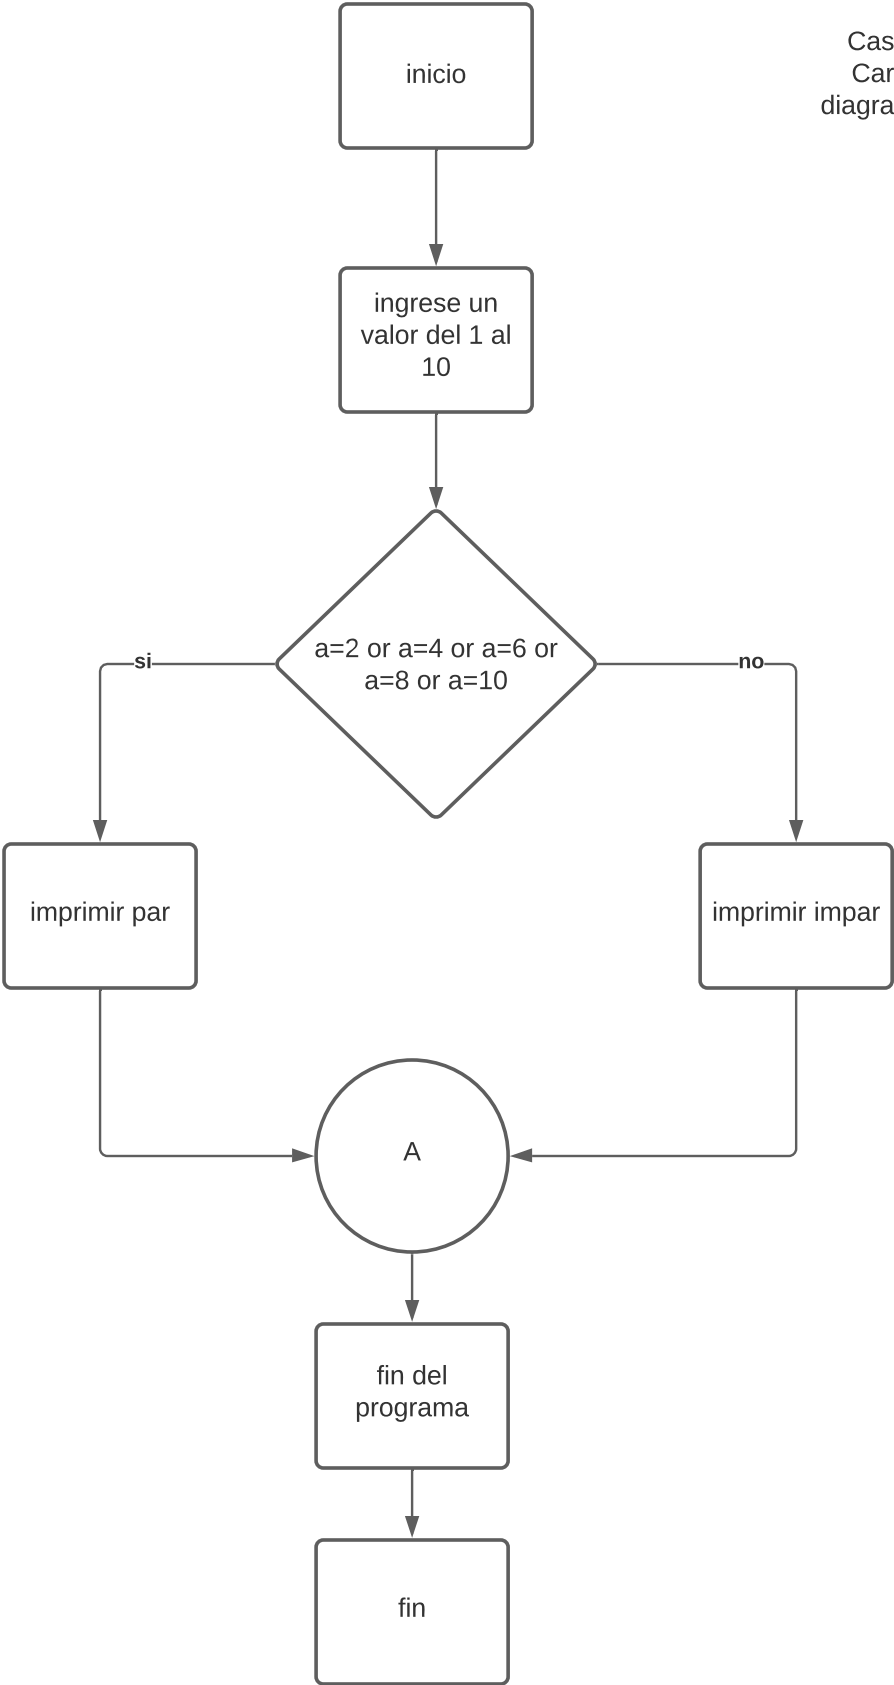 inicio
Cas
Car
diagra
ingrese un
valor del 1 al
10
a=2 or a=4 or a=6 or
a=8 or a=10
si
no
imprimir par
imprimir impar
A
fin del
programa
fin